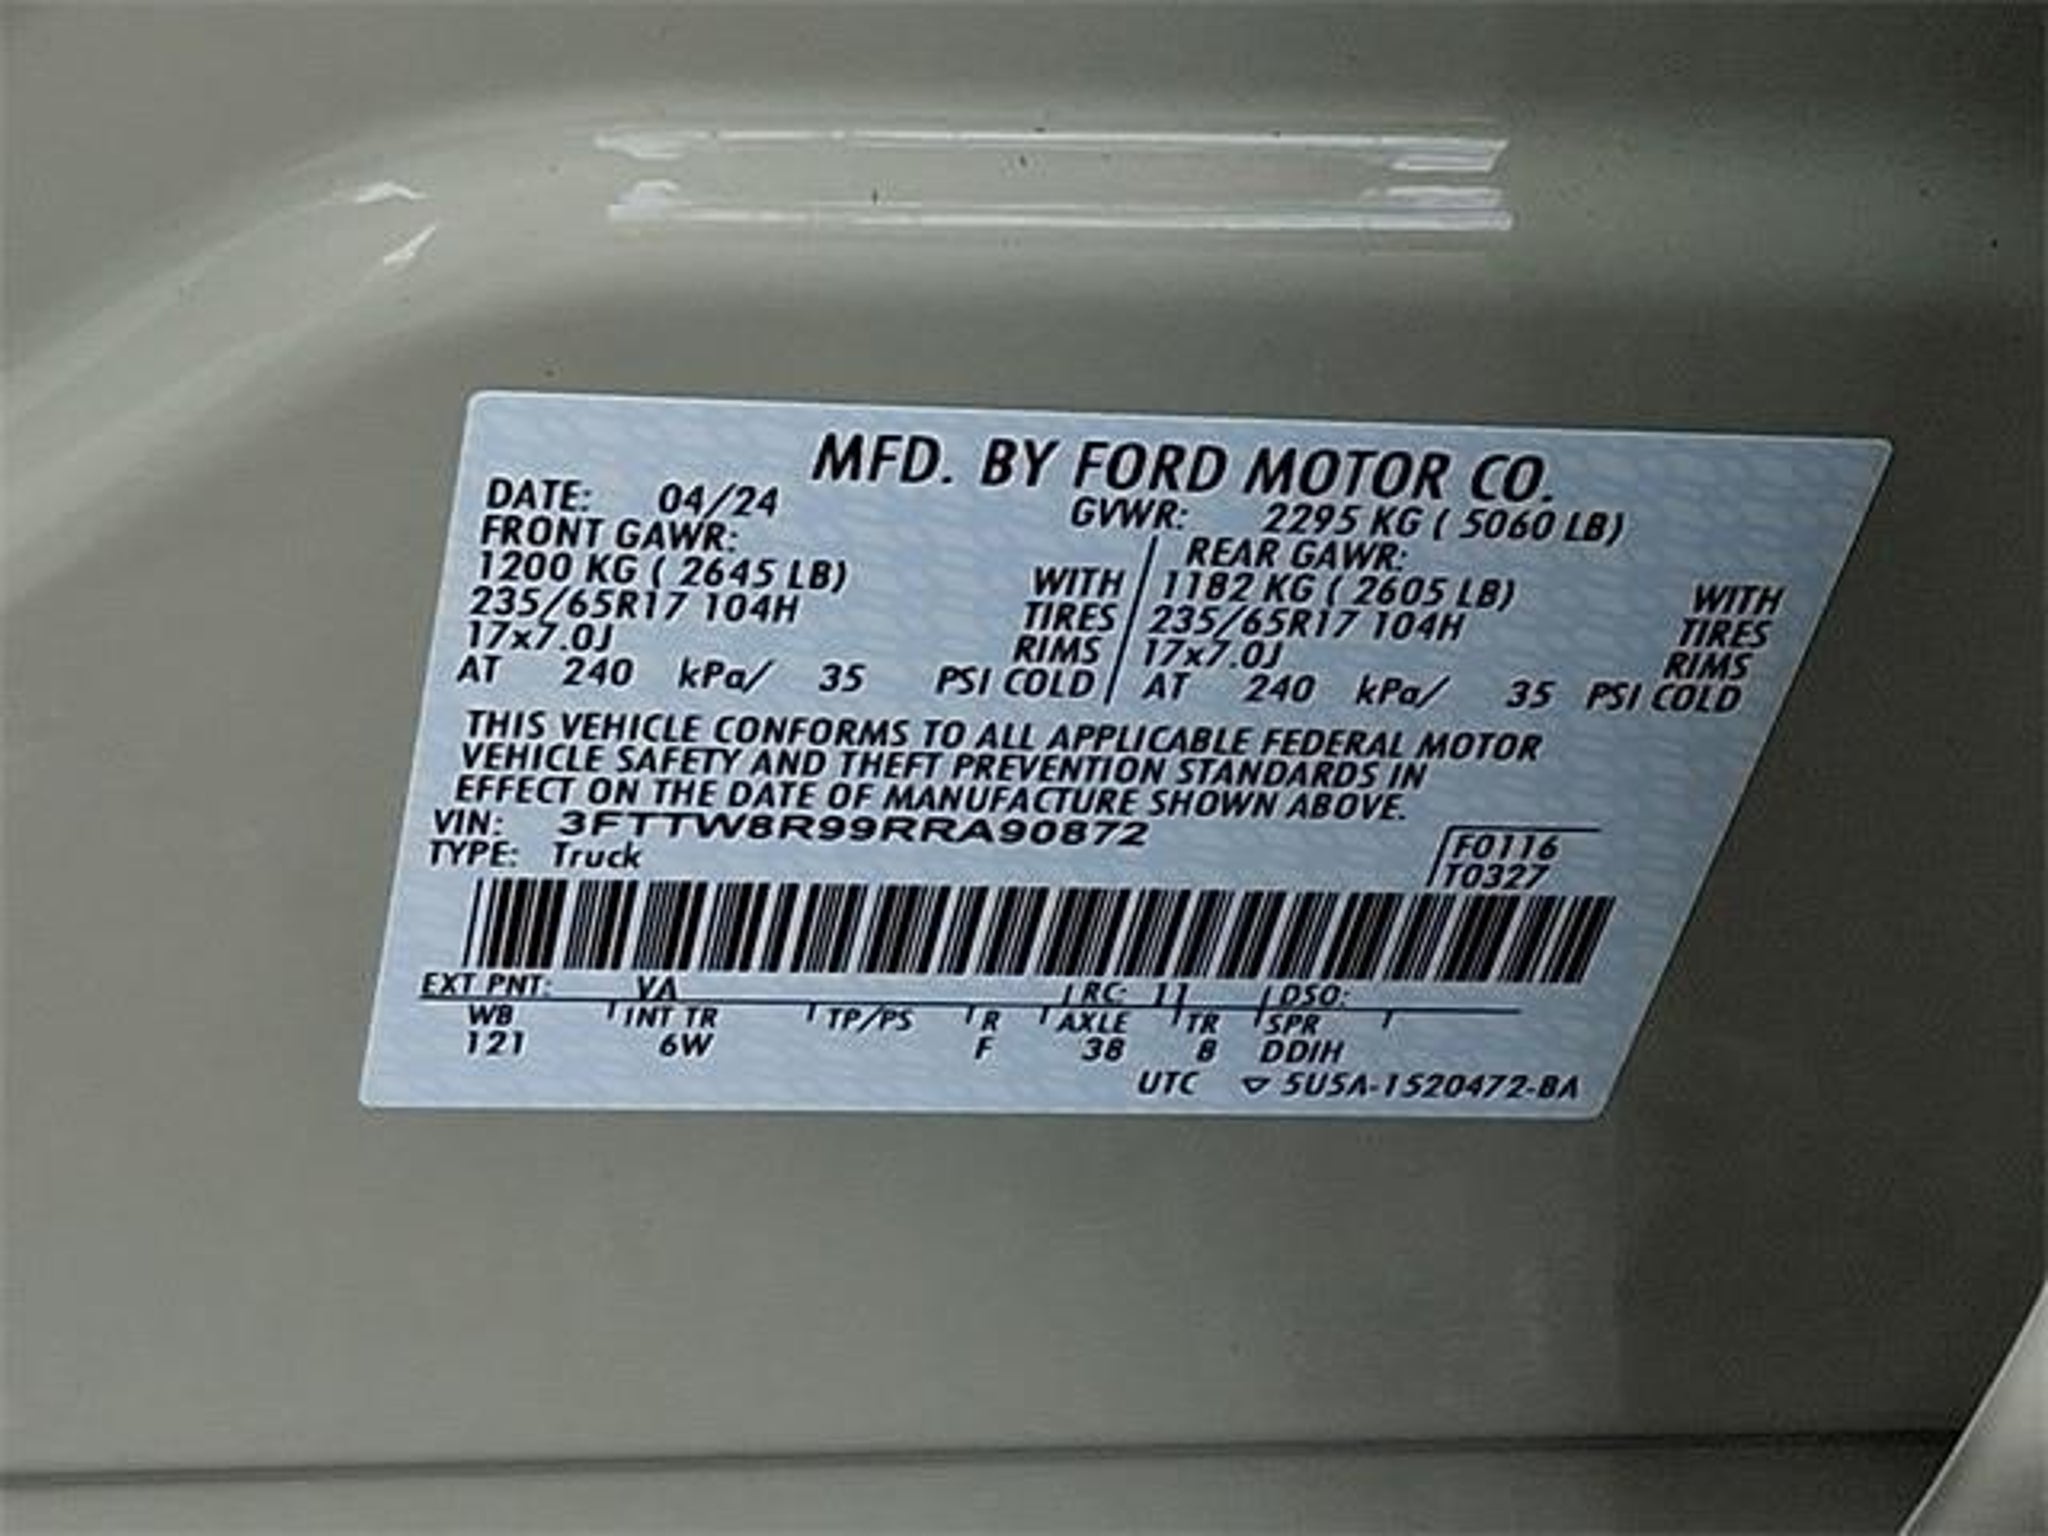 MFD. BY FORD MOTOR CO.
DATE: 04/24 GVWR: 2295 KG ( 5060 LB)
FRONT GAWR: REAR GAWR:
1200 KG ( 2645 LB) WITH 1182 KG ( 2605 LB) WITH
235/65R17 104H TIRES 235/65R17 104H TIRES
17x7.0J RIMS 17x7.0J RIMS
AT 240 kPa/ 35 PSI COLD AT 240 kPa/ 35 PSI COLD
THIS VEHICLE CONFORMS TO ALL APPLICABLE FEDERAL MOTOR
VEHICLE SAFETY AND THEFT PREVENTION STANDARDS IN
EFFECT ON THE DATE OF MANUFACTURE SHOWN ABOVE.
VIN: 3FTTW8R99RRA90872 F0116
TYPE: Truck T0327
EXT PNT: VA RC: 11 DSO:
WB INT TR TP/PS R AXLE TR SPR
121 6W F 38 8 DDIH
UTC ▽ 5U5A-1520472-BA